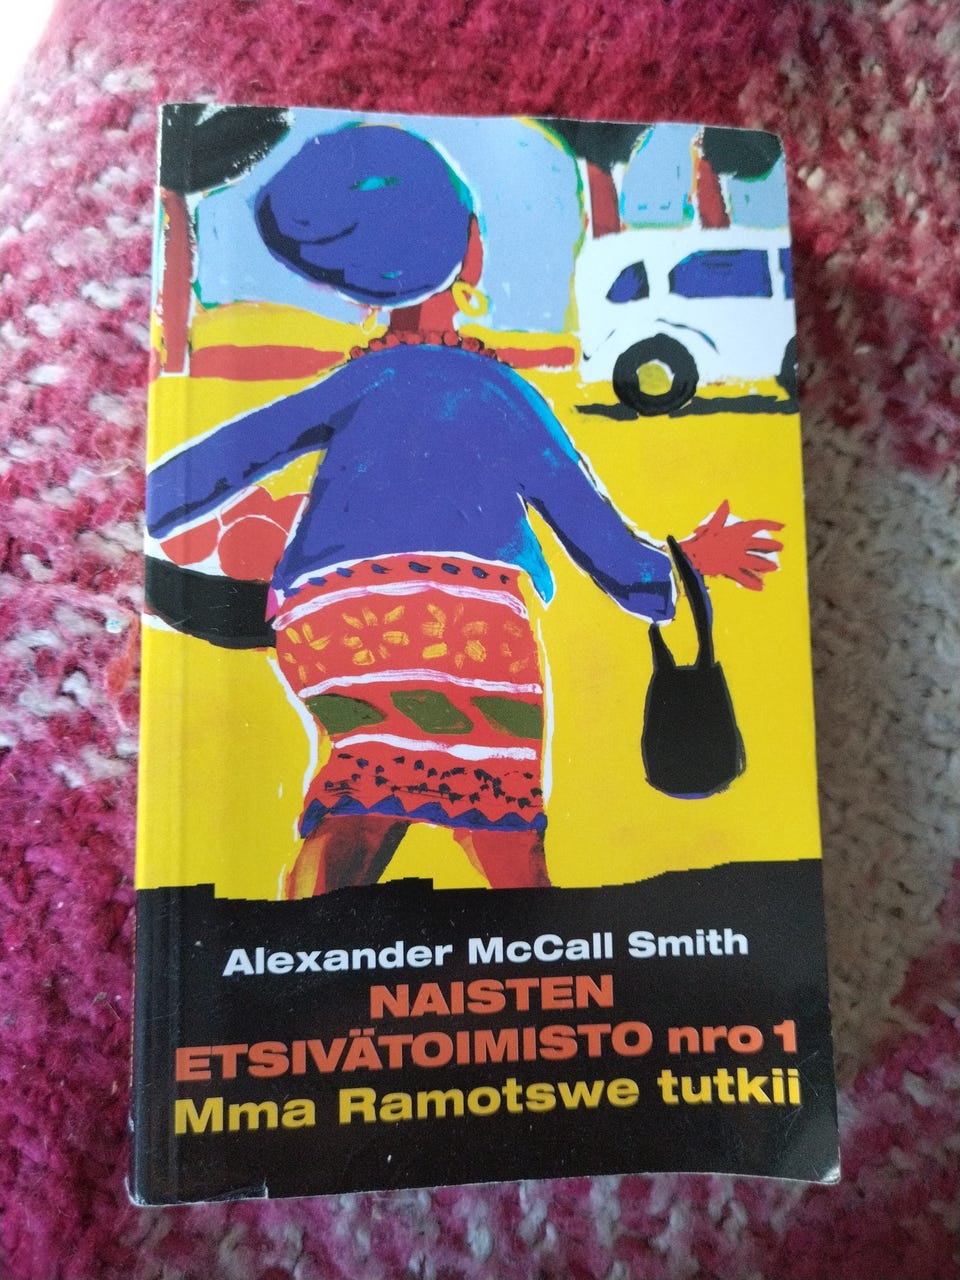 Alexander McCall Smith
NAISTEN
ETSIVÄTOIMISTO nro 1
Mma Ramotswe tutkii